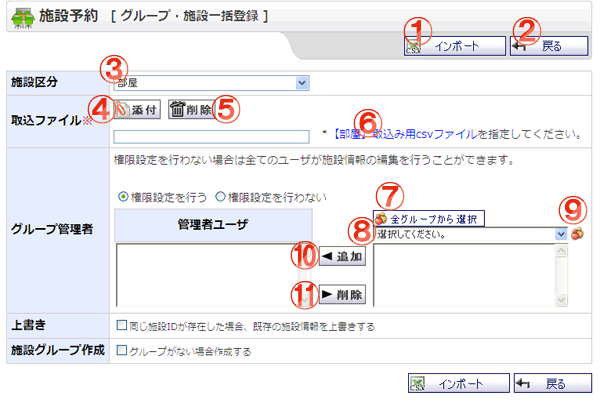 施設予約 [ グループ・施設一括登録 ]
① ②
CSV インポート 戻る
③
施設区分 部屋
④ 添付 削除 ⑤
取込ファイル※ ⑥
* 【部屋】取込み用csvファイルを指定してください。
権限設定を行わない場合は全てのユーザが施設情報の編集を行うことができます。
権限設定を行う 権限設定を行わない
⑦
全グループから選択
グループ管理者 管理者ユーザ ⑧ 選択してください。 ⑨
⑩ ◄ 追加
⑪ ► 削除
上書き 同じ施設IDが存在した場合、既存の施設情報を上書きする
施設グループ作成 グループがない場合作成する
CSV インポート 戻る